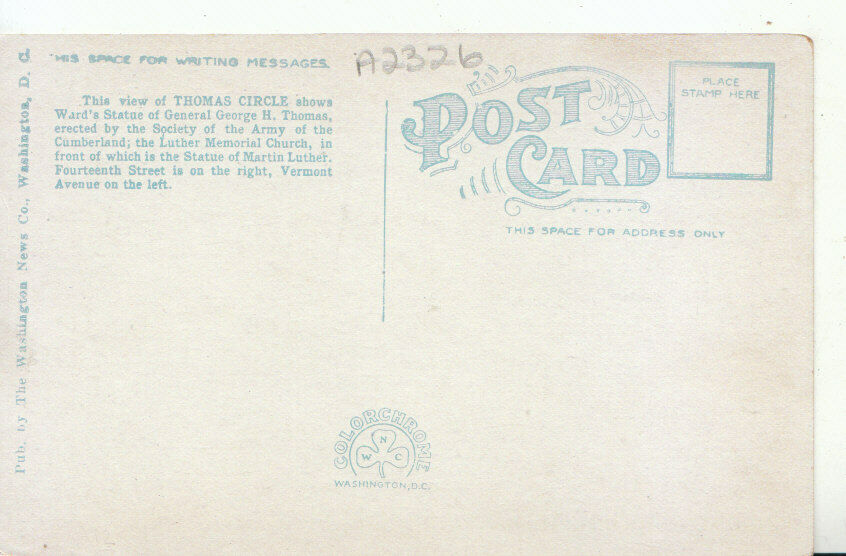 HIS SPACE FOR WRITING MESSAGES
A2326
This view of THOMAS CIRCLE shows
Ward's Statue of General George H. Thomas,
erected by the Society of the Army of the
Cumberland; the Luther Memorial Church, in
front of which is the Statue of Martin Luther.
Fourteenth Street is on the right, Vermont
Avenue on the left.
Pub. by The Washington News Co., Washington, D. C.
POST
CARD
PLACE
STAMP HERE
THIS SPACE FOR ADDRESS ONLY
COLORCHROME
N
W C
WASHINGTON, D.C.